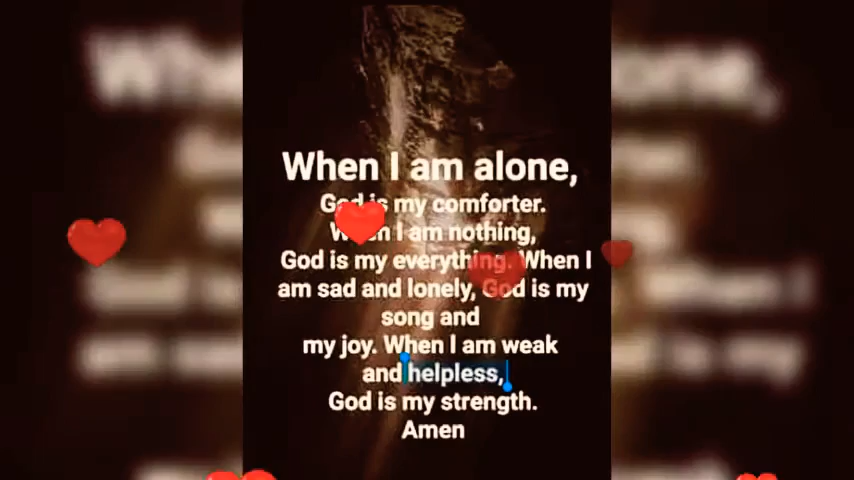 When I am alone,
God is my comforter.
When I am nothing,
God is my everything. When I
am sad and lonely, God is my
song and
my joy. When I am weak
and helpless,
God is my strength.
Amen